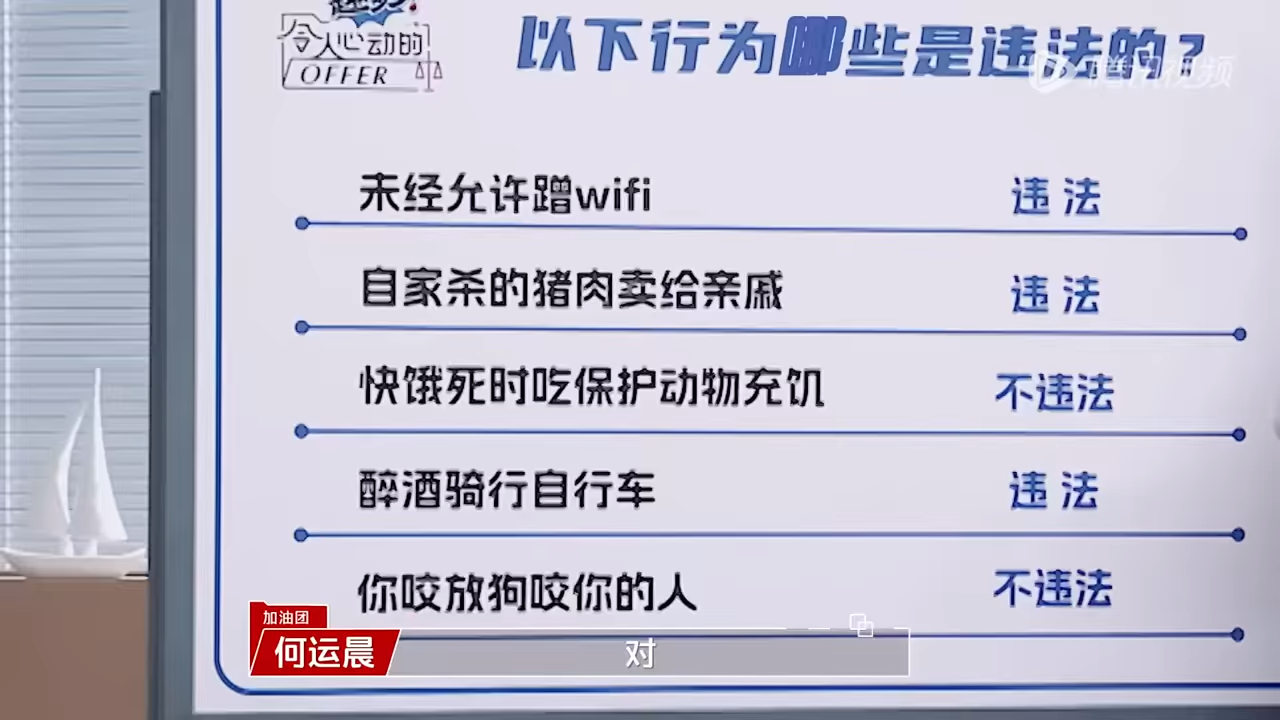 令人心动的
OFFER
以下行为哪些是违法的?
腾讯视频
未经允许蹭wifi 违法
自家杀的猪肉卖给亲戚 违法
快饿死时吃保护动物充饥 不违法
醉酒骑行自行车 违法
你咬放狗咬你的人 不违法
加油团
何运晨 对